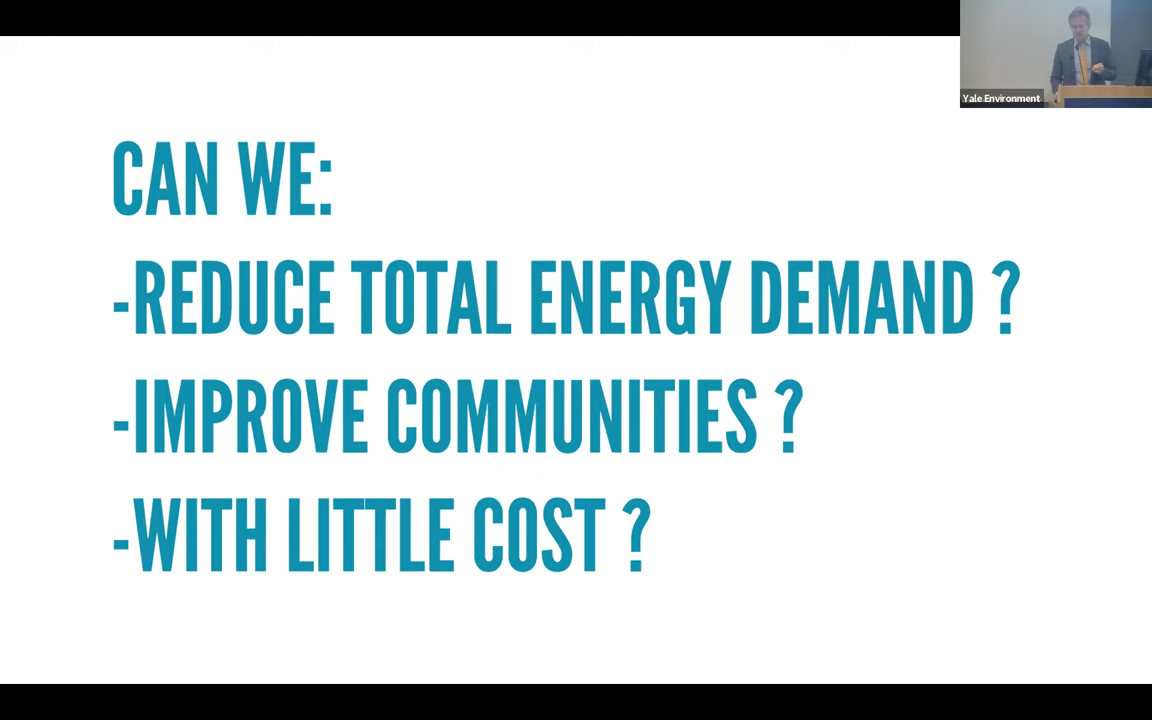 Yale Environment
CAN WE:
-REDUCE TOTAL ENERGY DEMAND ?
-IMPROVE COMMUNITIES ?
-WITH LITTLE COST ?